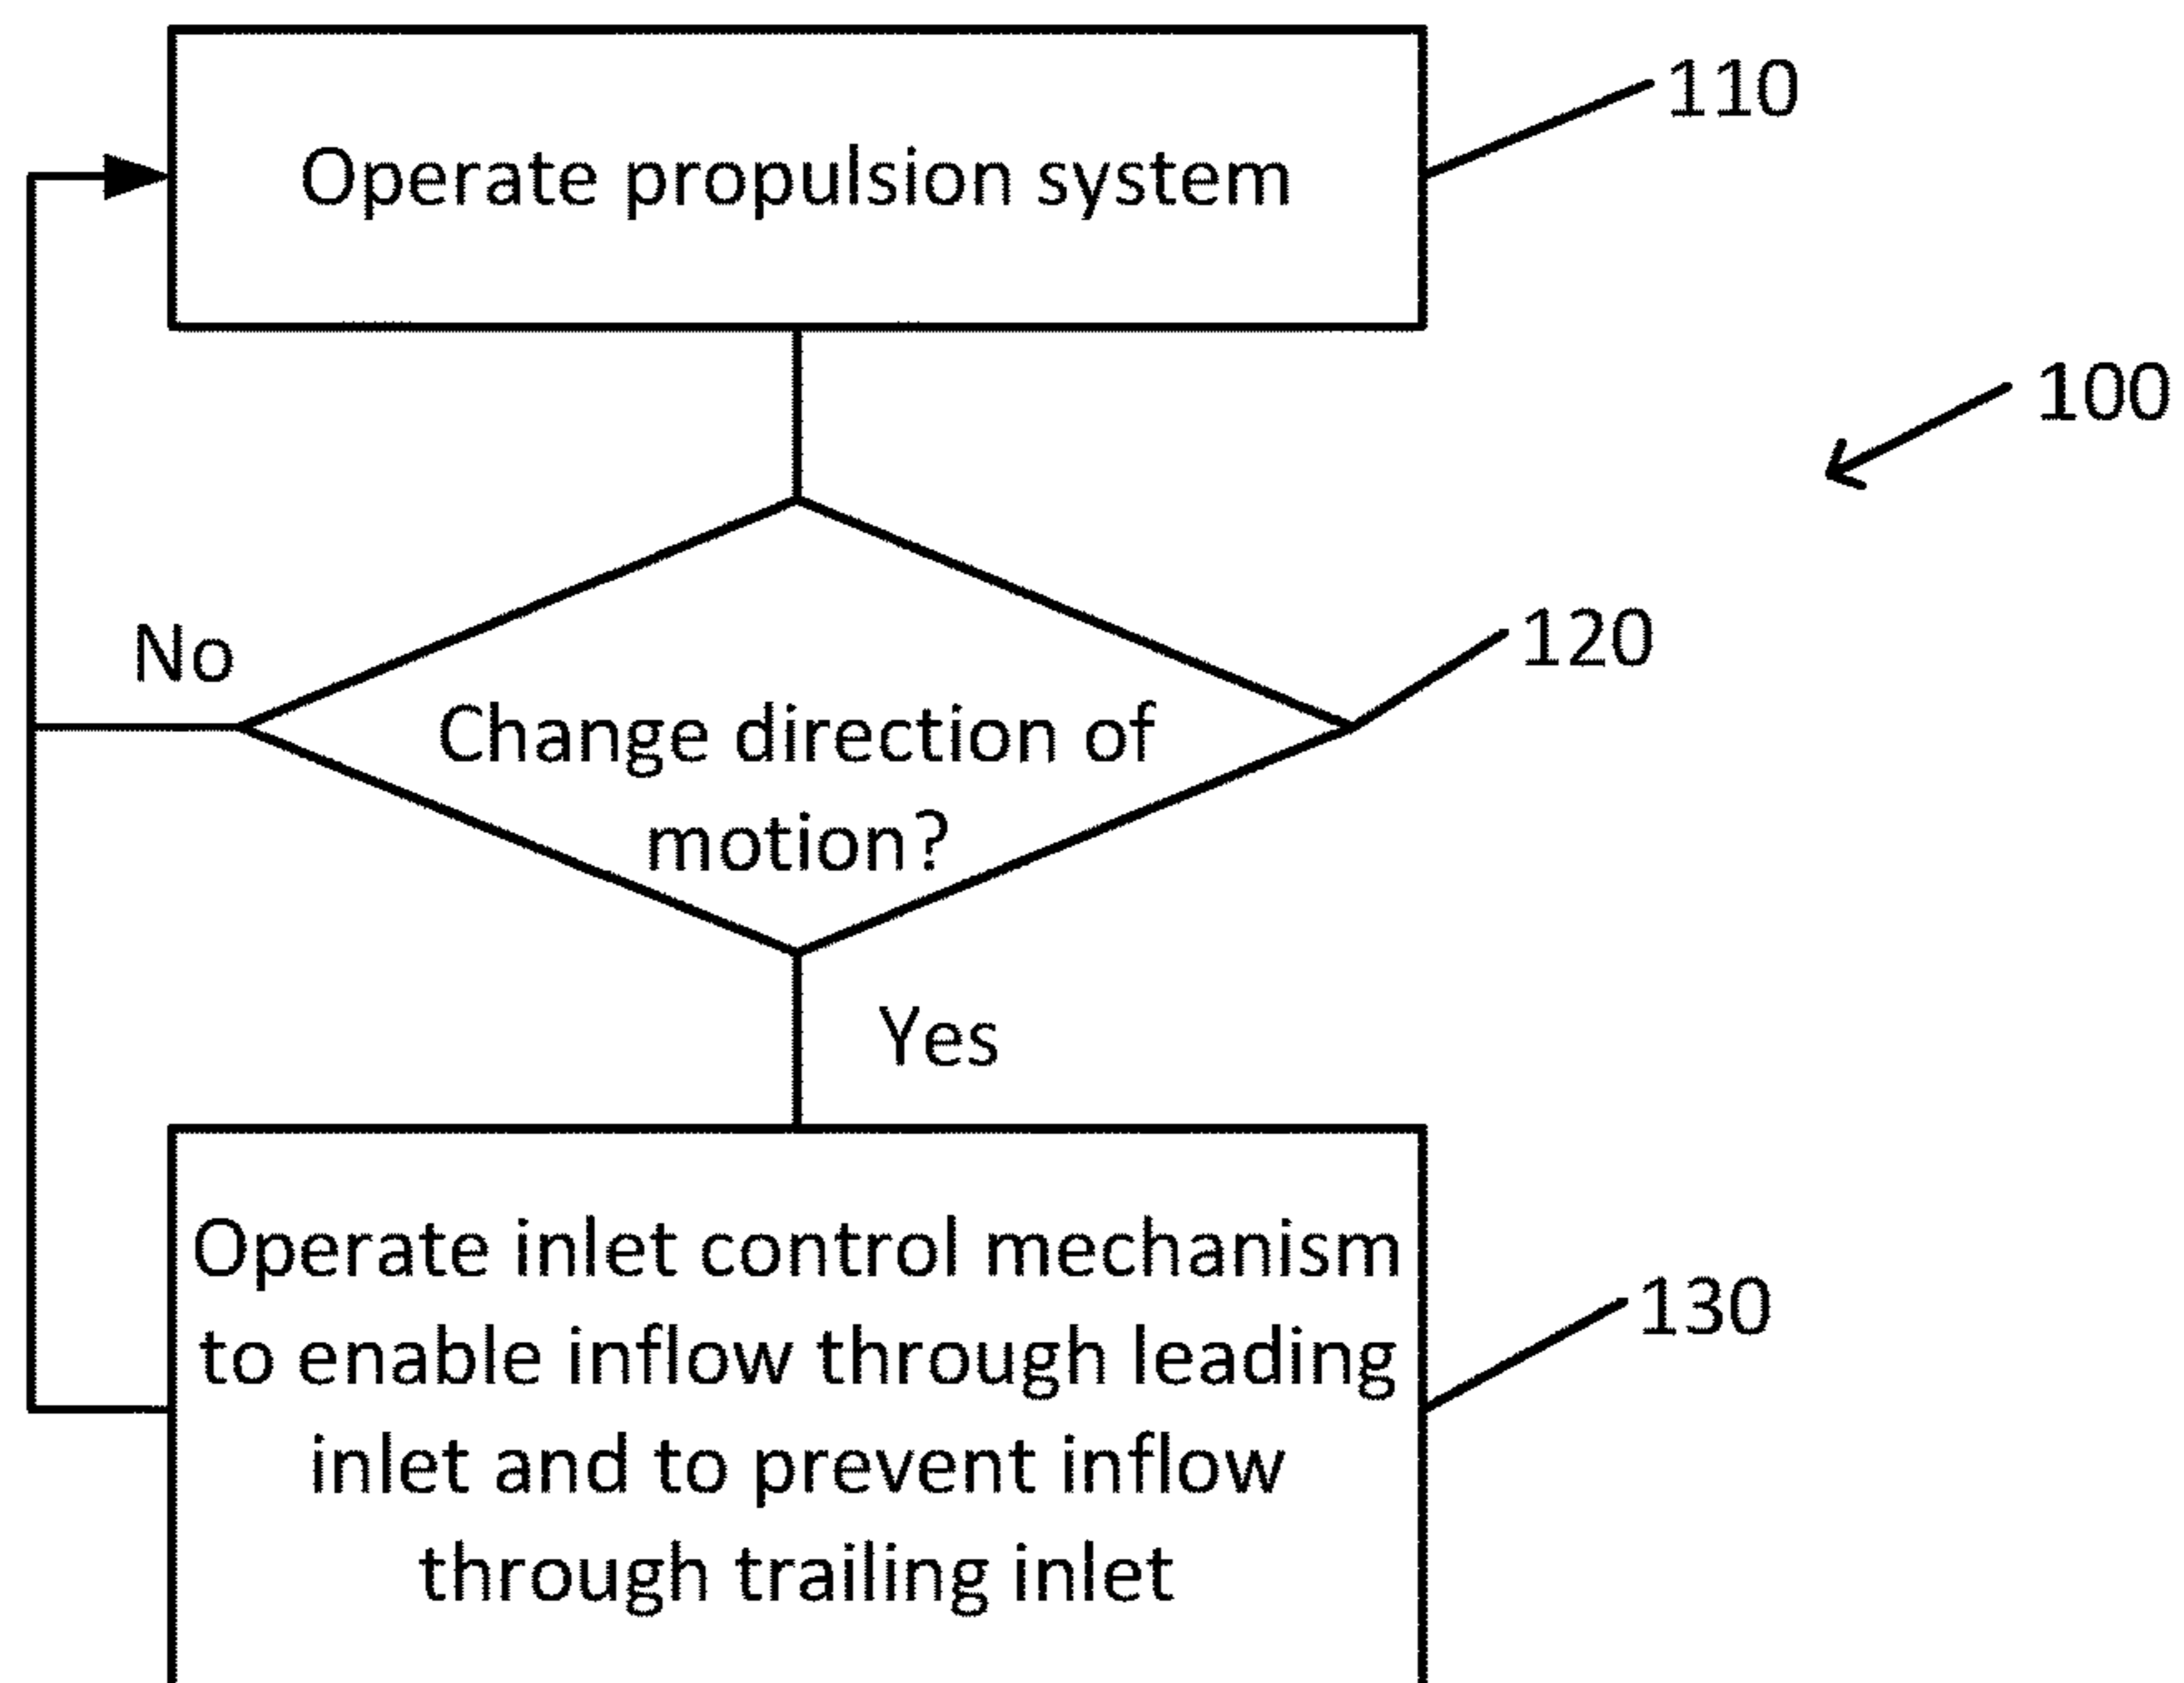 Operate propulsion system
110
100
No
Change direction of
motion?
120
Yes
Operate inlet control mechanism
to enable inflow through leading
inlet and to prevent inflow
through trailing inlet
130